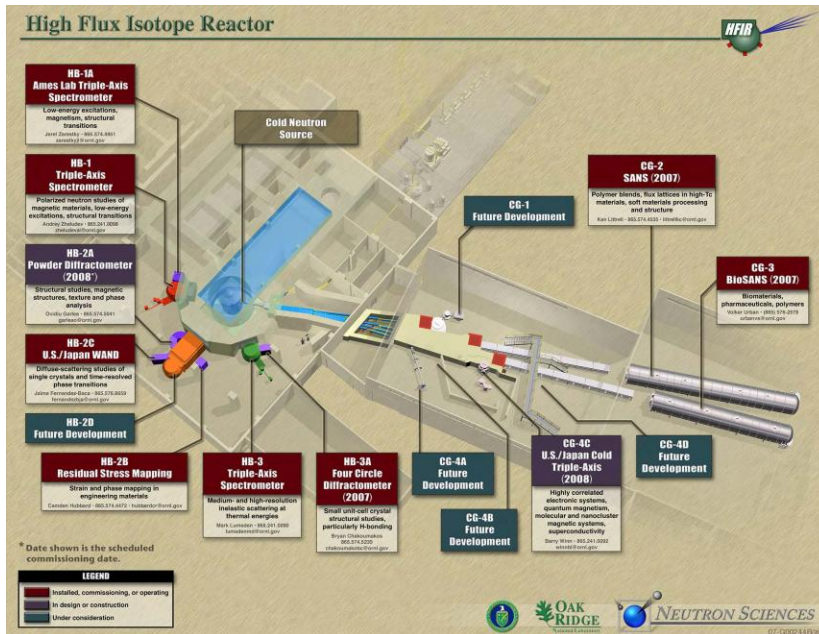 High Flux Isotope Reactor
HFIR
HB-1A
Ames Lab Triple-Axis
Spectrometer
Low-energy excitations,
magnetism, structural
transitions
HB-1
Triple-Axis
Spectrometer
Polarized neutron studies of
magnetic materials, low-energy
excitations, structural transitions
HB-2A
Powder Diffractometer
(2008*)
Structural studies, magnetic
structures, texture and phase
analysis
HB-2C
U.S./Japan WAND
Diffuse-scattering studies of
single crystals and time-resolved
phase transitions
HB-2D
Future Development
HB-2B
Residual Stress Mapping
Strain and phase mapping in
engineering materials
HB-3
Triple-Axis
Spectrometer
Medium- and high-resolution
inelastic scattering at
thermal energies
HB-3A
Four Circle
Diffractometer
(2007)
Small unit-cell crystal
structural studies,
particularly H-bonding
Cold Neutron
Source
CG-1
Future Development
CG-2
SANS (2007)
Polymer blends, flux lattices in high-Tc
materials, soft materials processing
and structure
CG-3
BioSANS (2007)
Biomaterials,
pharmaceuticals, polymers
CG-4A
Future
Development
CG-4B
Future
Development
CG-4C
U.S./Japan Cold
Triple-Axis
(2008)
Highly correlated
electronic systems,
quantum magnetism,
molecular and nanocluster
magnetic systems,
superconductivity
CG-4D
Future
Development
* Date shown is the scheduled
commissioning date.
LEGEND
Installed, commissioning, or operating
In design or construction
Under consideration
OAK
RIDGE
NEUTRON SCIENCES